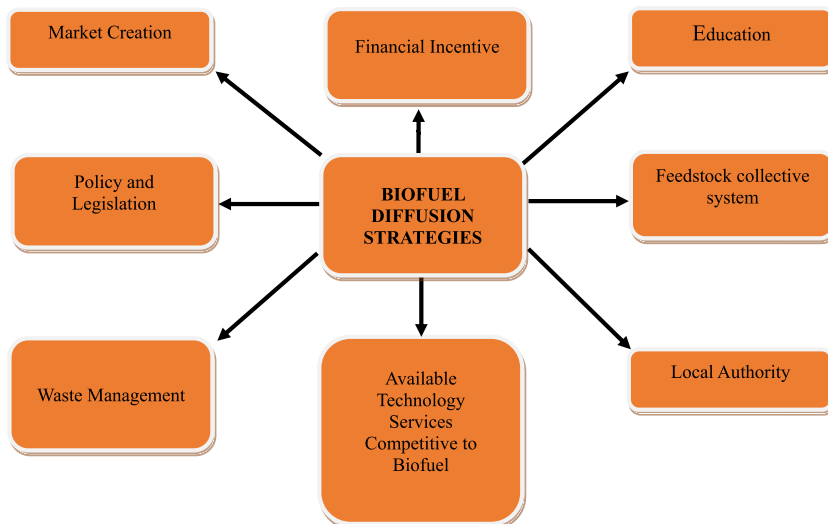 Market Creation
Financial Incentive
Education
Policy and
Legislation
BIOFUEL
DIFFUSION
STRATEGIES
Feedstock collective
system
Waste Management
Available
Technology
Services
Competitive to
Biofuel
Local Authority